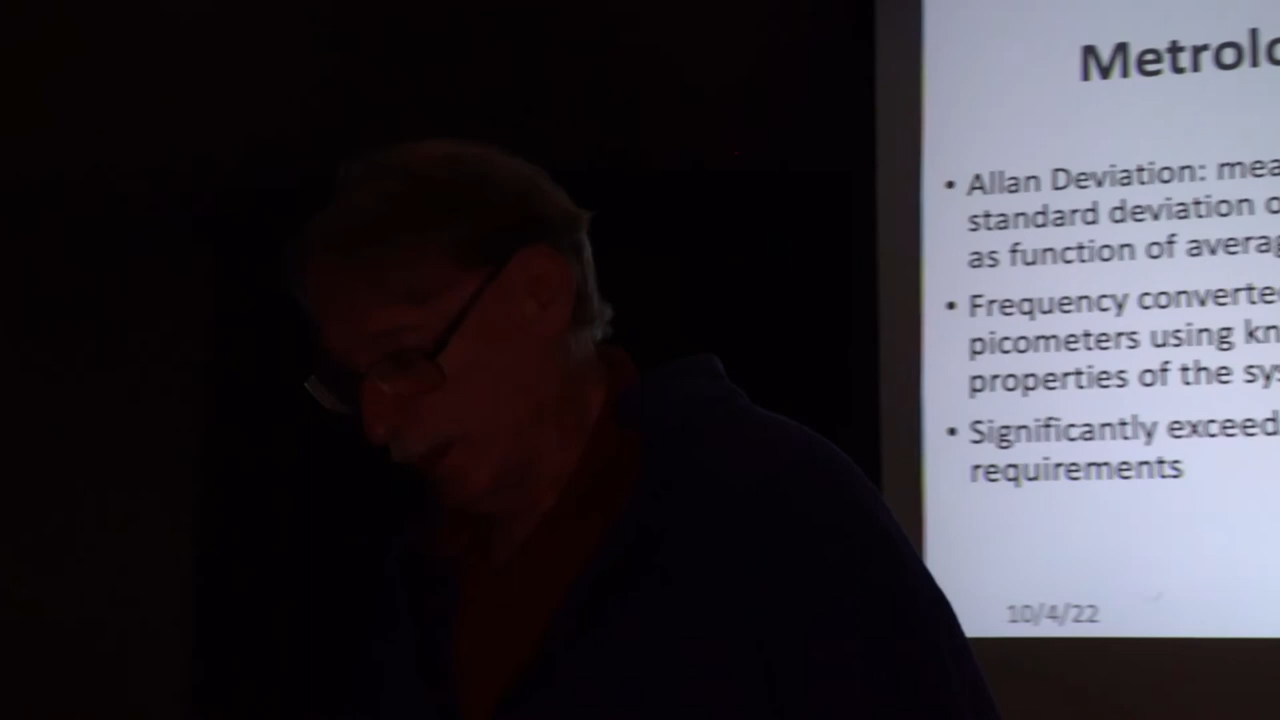 Metrolo
• Allan Deviation: mea
standard deviation o
as function of averag
• Frequency converte
picometers using kn
properties of the sys
• Significantly exceed
requirements
10/4/22